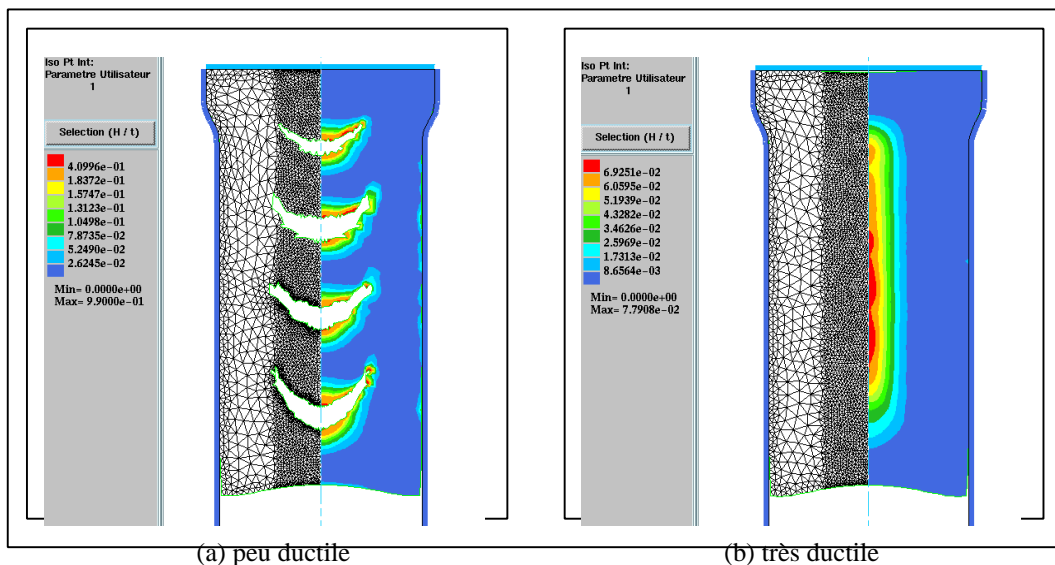 Iso Pt Int:
Parametre Utilisateur
1
Selection (H / t)
4.0996e-01
1.8372e-01
1.5747e-01
1.3123e-01
1.0498e-01
7.8735e-02
5.2490e-02
2.6245e-02
Min= 0.0000e+00
Max= 9.9000e-01
(a) peu ductile
Iso Pt Int:
Parametre Utilisateur
1
Selection (H / t)
6.9251e-02
6.0595e-02
5.1939e-02
4.3282e-02
3.4626e-02
2.5969e-02
1.7313e-02
8.6564e-03
Min= 0.0000e+00
Max= 7.7908e-02
(b) très ductile